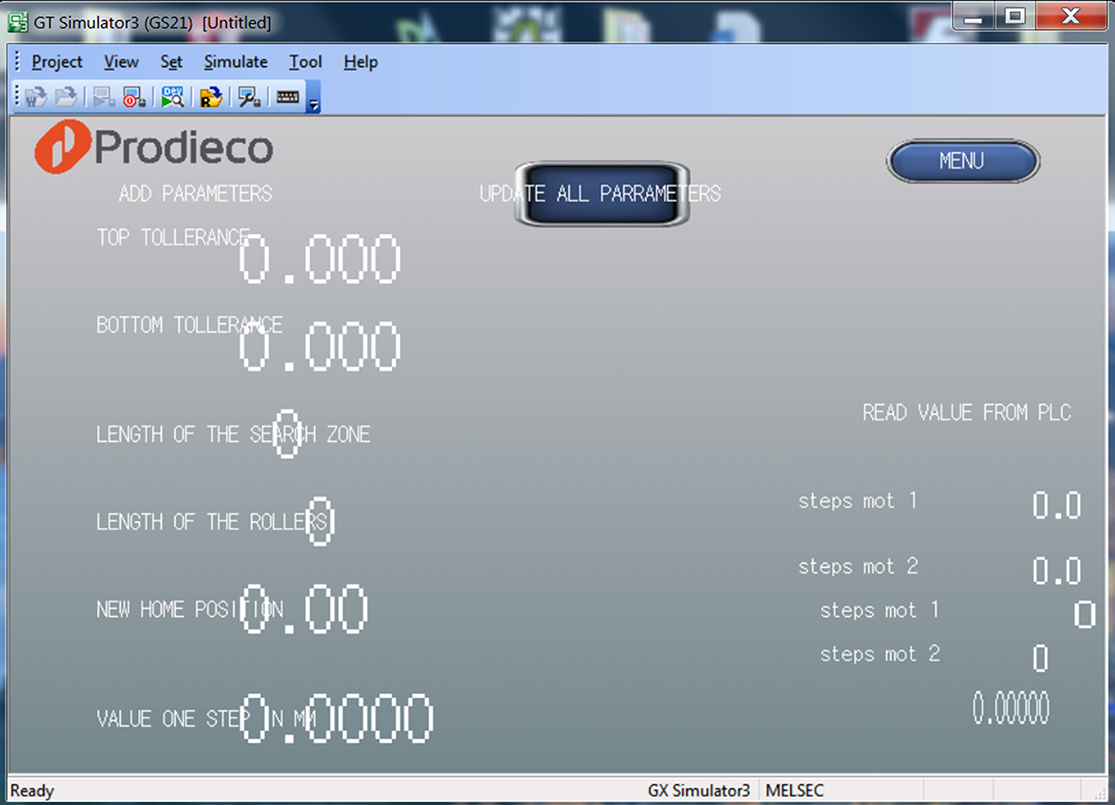 GT Simulator3 (GS21) [Untitled]
Project View Set Simulate Tool Help
Prodieco
MENU
ADD PARAMETERS
UPDATE ALL PARRAMETERS
TOP TOLLERANCE
0.000
BOTTOM TOLLERANCE
0.000
READ VALUE FROM PLC
LENGTH OF THE SEARCH ZONE
0
steps mot 1 0.0
LENGTH OF THE ROLLERS
0
steps mot 2 0.0
NEW HOME POSITION
0.00
steps mot 1 0
steps mot 2 0
VALUE ONE STEP IN MM
0.0000
0.00000
Ready
GX Simulator3
MELSEC